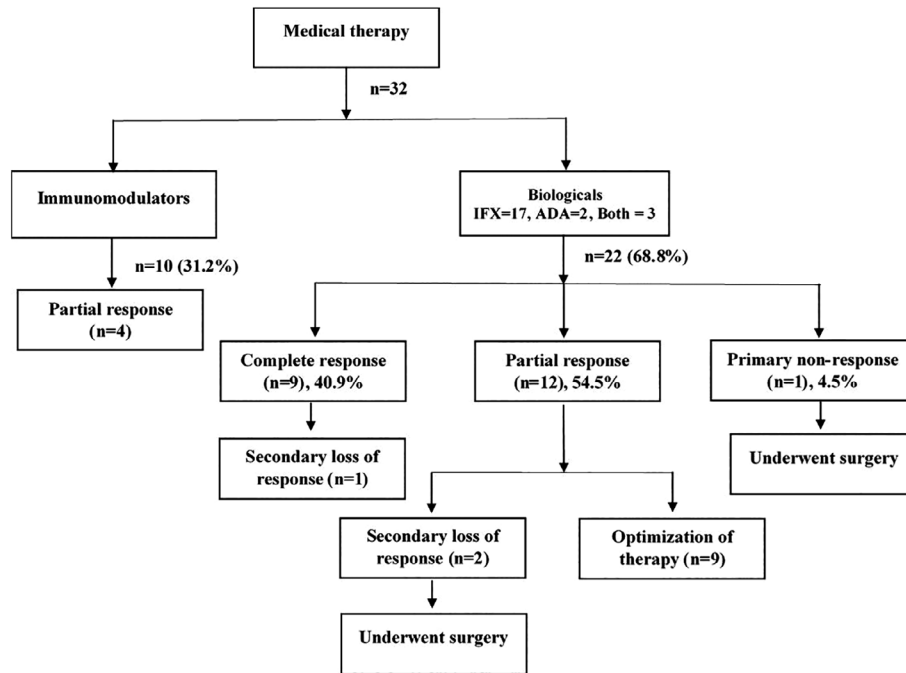 Medical therapy
n=32
Immunomodulators
Biologicals
IFX=17, ADA=2, Both = 3
n=10 (31.2%)
n=22 (68.8%)
Partial response
(n=4)
Complete response
(n=9), 40.9%
Partial response
(n=12), 54.5%
Primary non-response
(n=1), 4.5%
Secondary loss of
response (n=1)
Underwent surgery
Secondary loss of
response (n=2)
Optimization of
therapy (n=9)
Underwent surgery